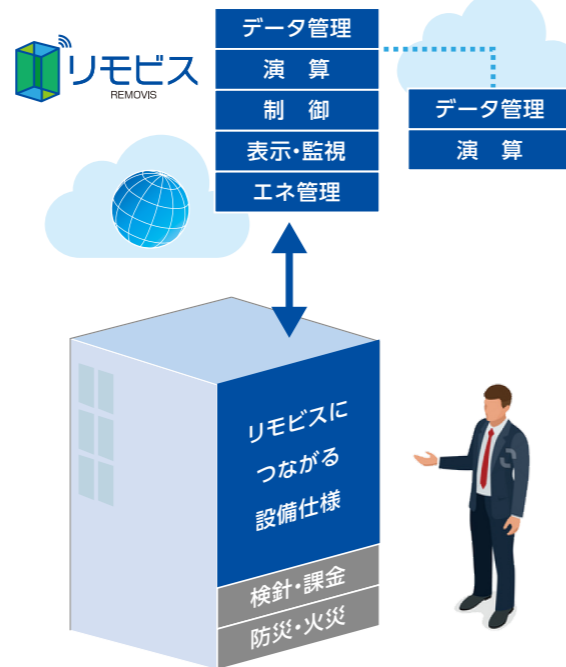 リモビス
REMOVIS
データ管理
演 算
制 御
表示・監視
エネ管理
データ管理
演 算
リモビスに
つながる
設備仕様
検針・課金
防災・火災